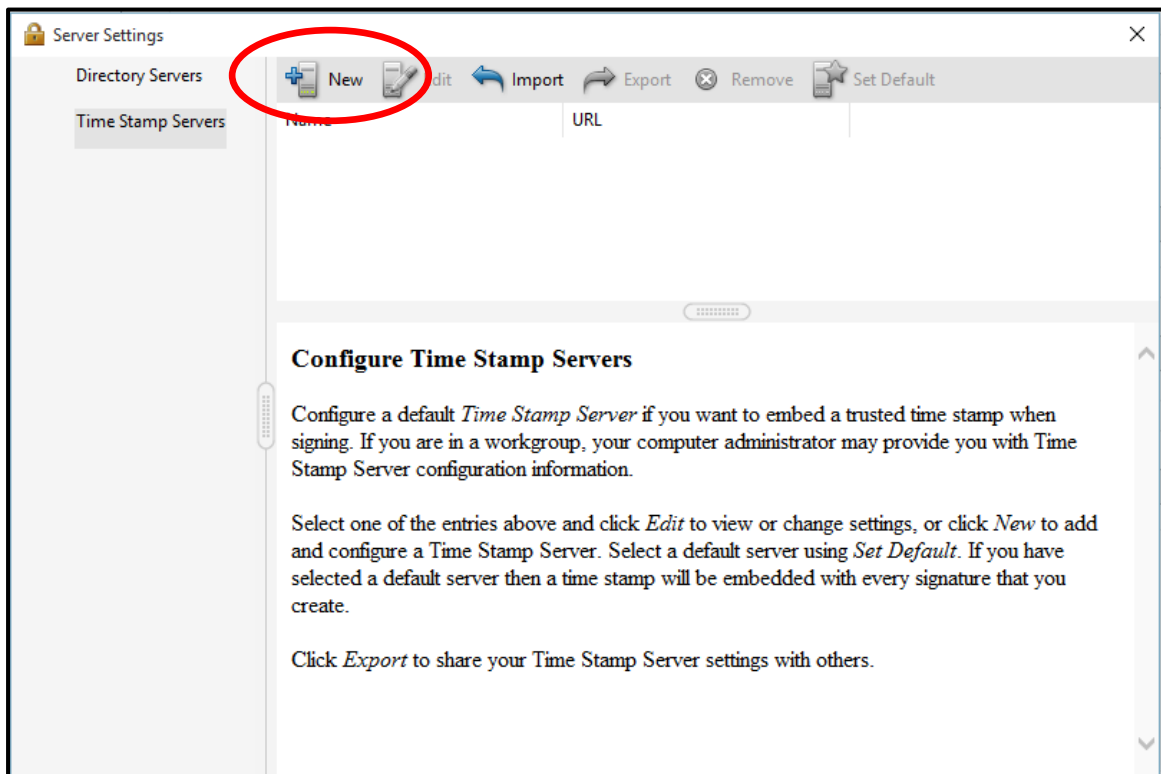 Server Settings
Directory Servers
Time Stamp Servers
New dit Import Export Remove Set Default
Name URL
Configure Time Stamp Servers
Configure a default Time Stamp Server if you want to embed a trusted time stamp when
signing. If you are in a workgroup, your computer administrator may provide you with Time
Stamp Server configuration information.
Select one of the entries above and click Edit to view or change settings, or click New to add
and configure a Time Stamp Server. Select a default server using Set Default. If you have
selected a default server then a time stamp will be embedded with every signature that you
create.
Click Export to share your Time Stamp Server settings with others.